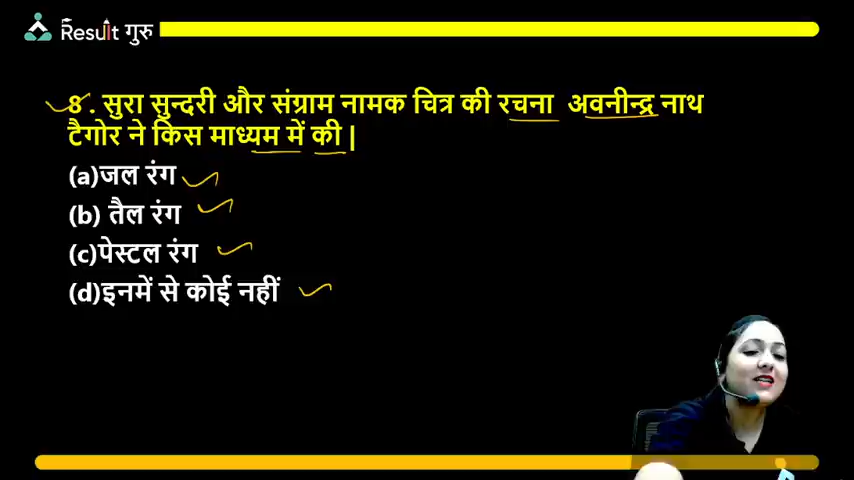 Result गुरु
8 . सुरा सुन्दरी और संग्राम नामक चित्र की रचना अवनीन्द्र नाथ
टैगोर ने किस माध्यम में की |
(a)जल रंग
(b) तैल रंग
(c)पेस्टल रंग
(d)इनमें से कोई नहीं